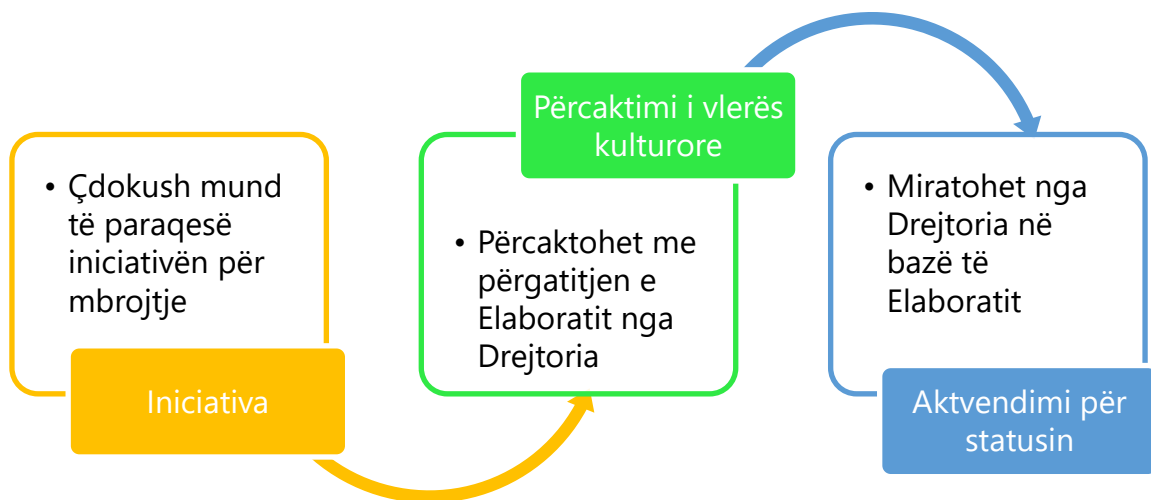 • Çdokush mund
të paraqesë
iniciativën për
mbrojtje
Iniciativa
Përcaktimi i vlerës
kulturore
• Përcaktohet me
përgatitjen e
Elaboratit nga
Drejtoria
• Miratohet nga
Drejtoria në
bazë të
Elaboratit
Aktvendimi për
statusin